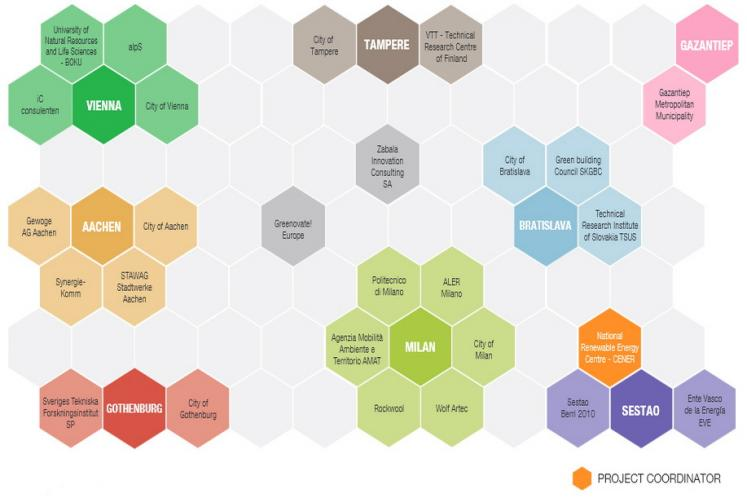 University of
Natural Resources
and Life Sciences
- BOKU
alpS
iC
consulenten
VIENNA
City of Vienna
City of
Tampere
TAMPERE
VTT - Technical
Research Centre
of Finland
GAZANTIEP
Gazantiep
Metropolitan
Municipality
Zabala
Innovation
Consulting
SA
City of
Bratislava
Green building
Council SKGBC
Gewoge
AG Aachen
AACHEN
City of Aachen
Greenovate!
Europe
BRATISLAVA
Technical
Research Institute
of Slovakia TSUS
Synergie-
Komm
STAWAG
Stadtwerke
Aachen
Politecnico
di Milano
ALER
Milano
Agenzia Mobilità
Ambiente e
Territorio AMAT
MILAN
City of
Milan
National
Renewable Energy
Centre - CENER
Sveriges Tekniska
Forskningsinstitut
SP
GOTHENBURG
City of
Gothenburg
Rockwool
Wolf Artec
Sestao
Berri 2010
SESTAO
Ente Vasco
de la Energía
EVE
PROJECT COORDINATOR